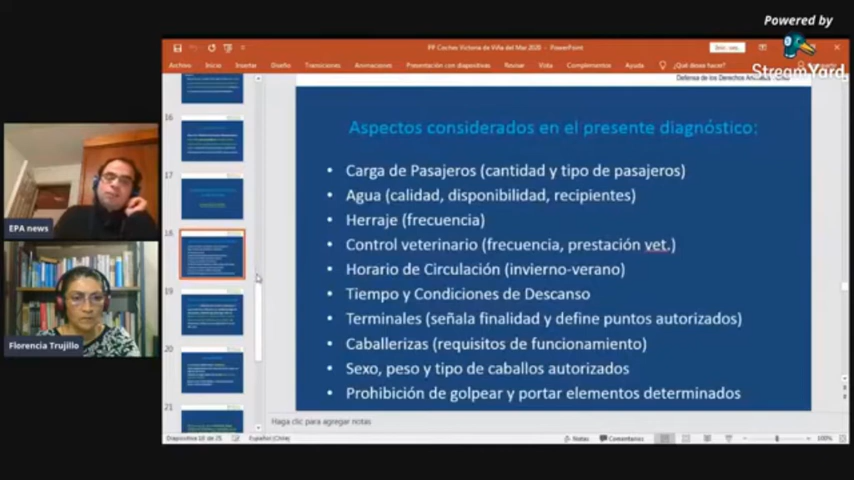 Powered by
StreamYard
PP Coches Victoria de Viña del Mar 2020 - PowerPoint
Archivo
Inicio
Insertar
Diseño
Transiciones
Animaciones
Presentación con diapositivas
Revisar
Vista
Complementos
Ayuda
¿Qué desea hacer?
Defensa de los Derechos
16
17
18
19
20
21
Aspectos considerados en el presente diagnóstico:
• Carga de Pasajeros (cantidad y tipo de pasajeros)
• Agua (calidad, disponibilidad, recipientes)
• Herraje (frecuencia)
• Control veterinario (frecuencia, prestación vet.)
• Horario de Circulación (invierno-verano)
• Tiempo y Condiciones de Descanso
• Terminales (señala finalidad y define puntos autorizados)
• Caballerizas (requisitos de funcionamiento)
• Sexo, peso y tipo de caballos autorizados
• Prohibición de golpear y portar elementos determinados
EPA news
Florencia Trujillo
Haga clic para agregar notas
Diapositiva 18 de 25
Español (Chile)
Notas
Comentarios
100%